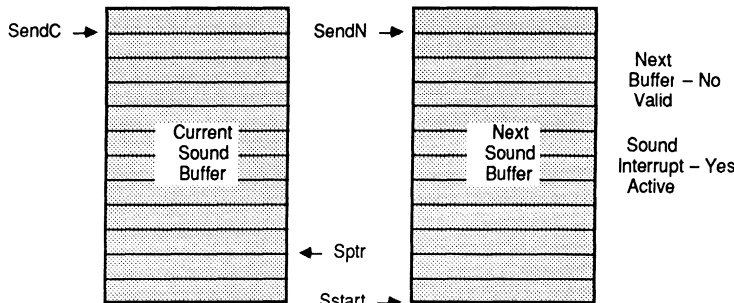 SendC
SendN
Next
Buffer – No
Valid
Current
Sound
Buffer
Next
Sound
Buffer
Sound
Interrupt – Yes
Active
Sptr
Sstart